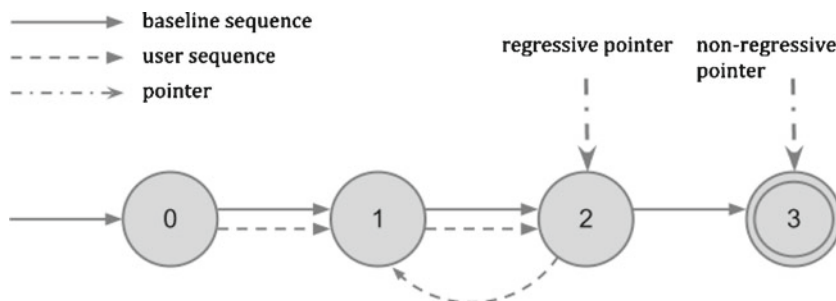 baseline sequence
user sequence
pointer
regressive pointer
non-regressive
pointer
0 1 2 3